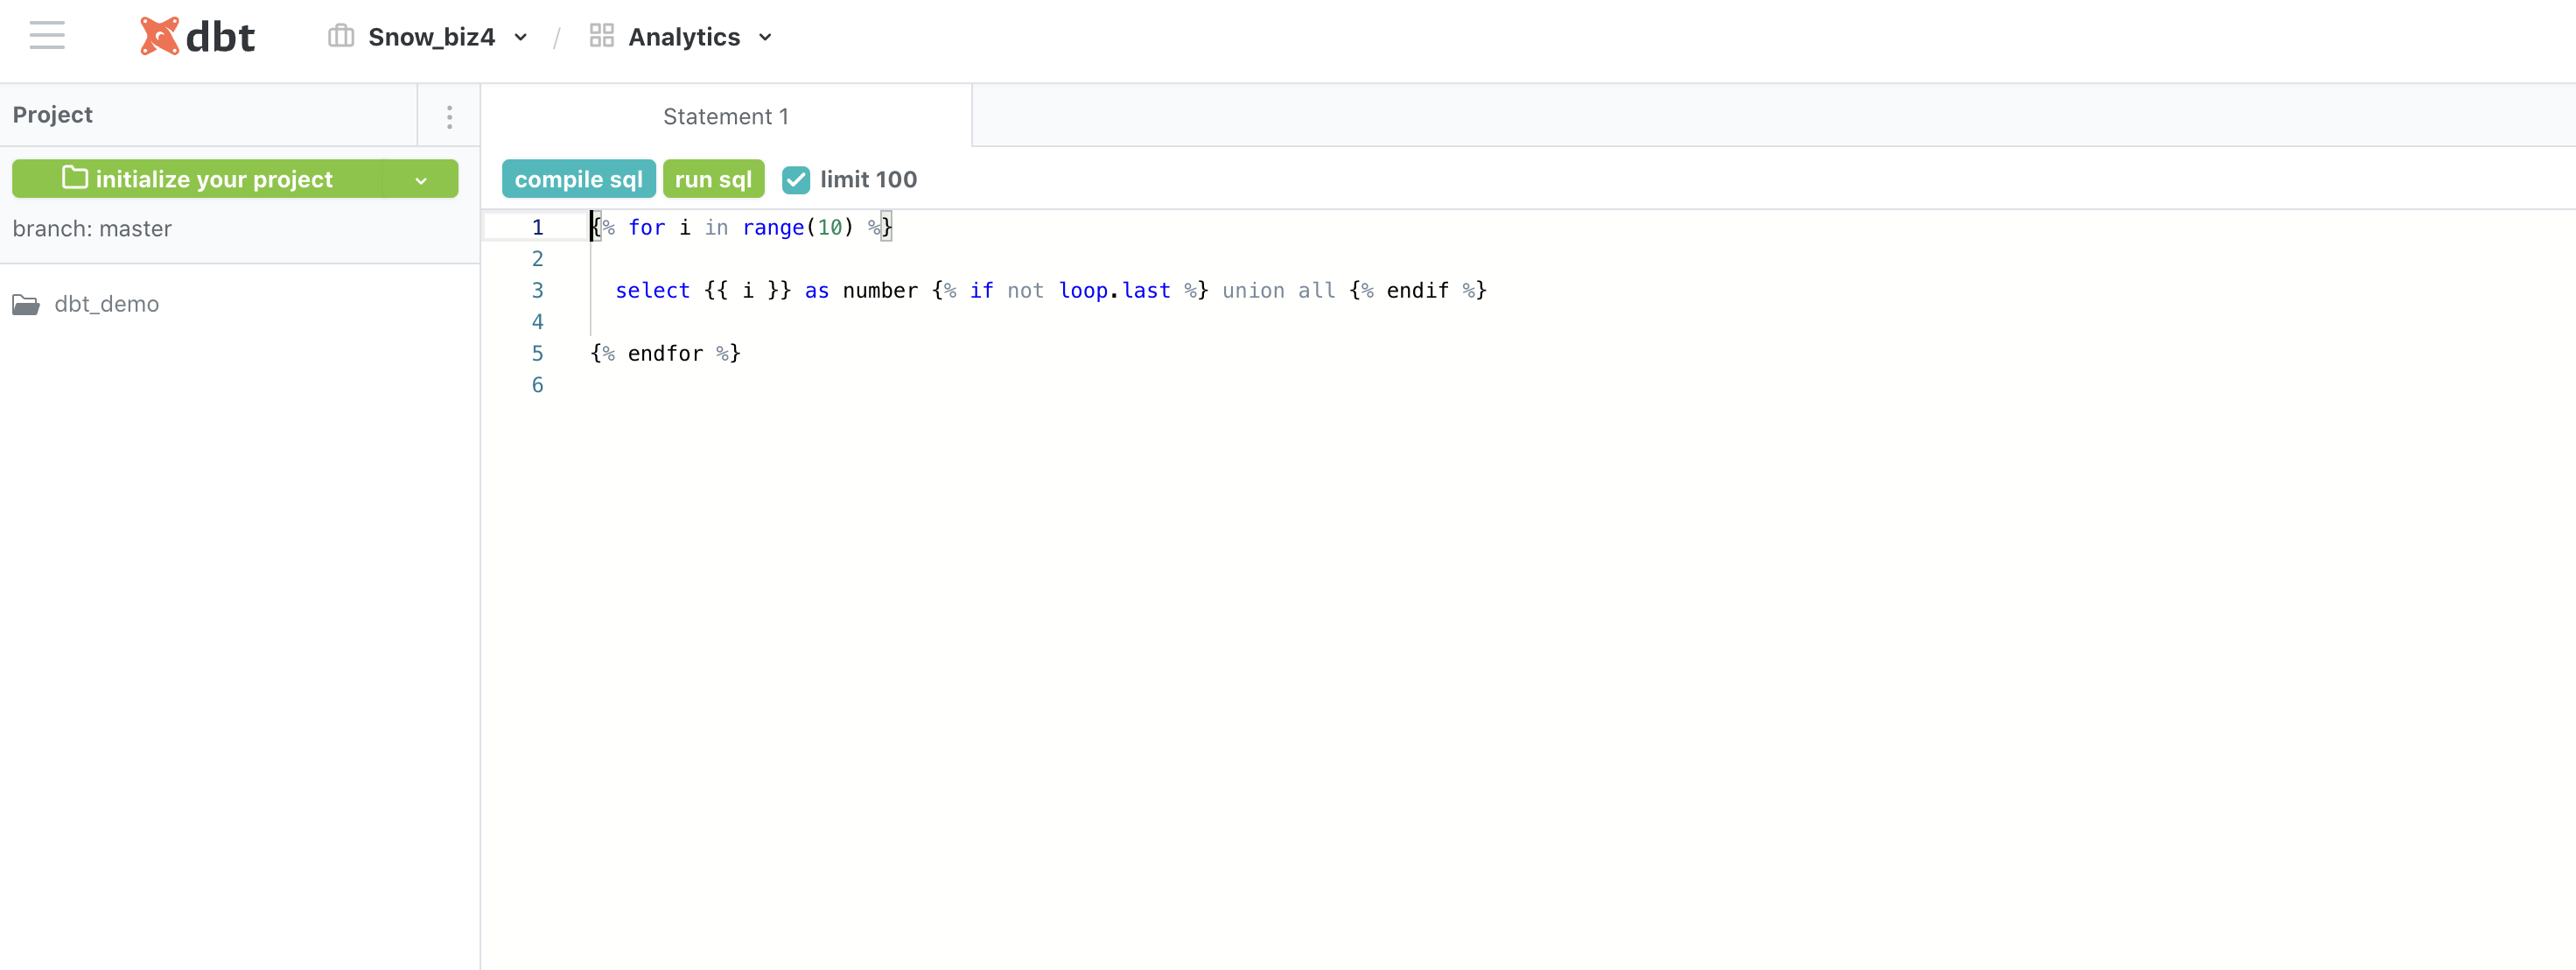 dbt Snow_biz4 / Analytics
Project
Statement 1
initialize your project
compile sql run sql limit 100
branch: master
dbt_demo
1 {% for i in range(10) %}
2
3 select {{ i }} as number {% if not loop.last %} union all {% endif %}
4
5 {% endfor %}
6